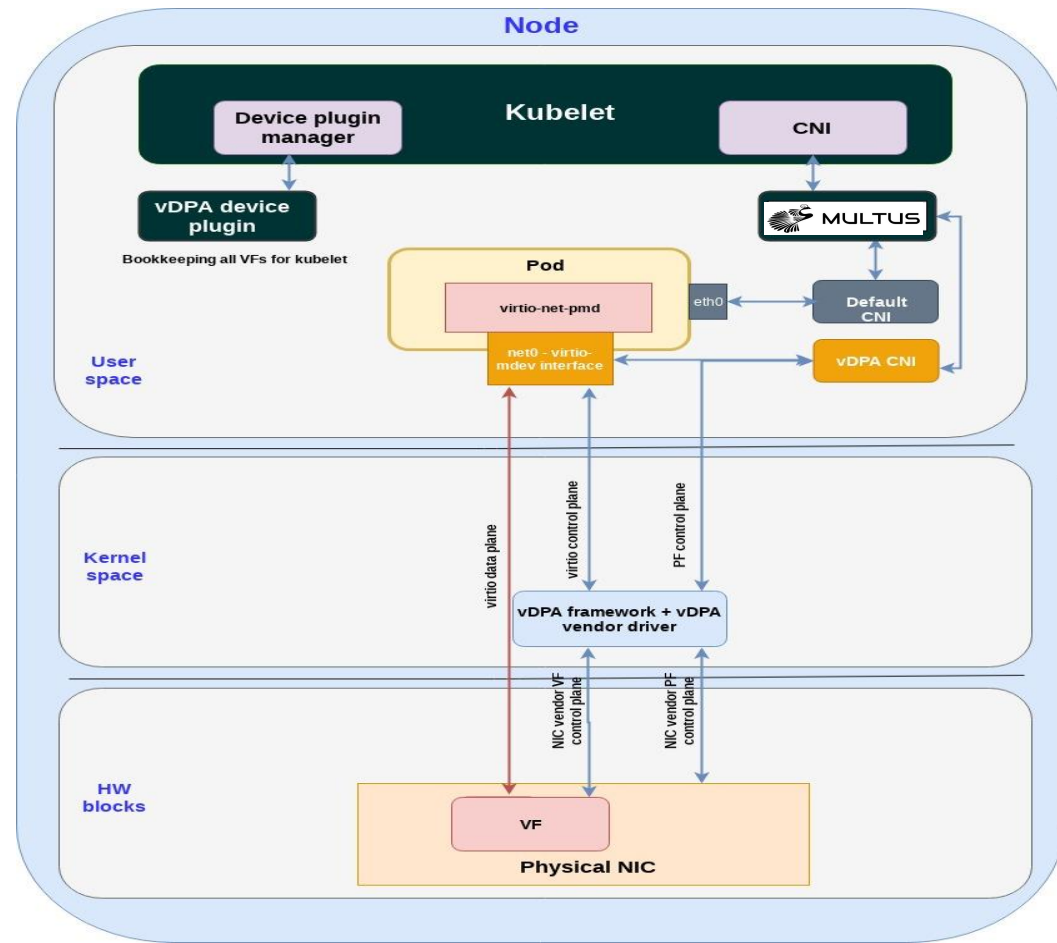 Node
Kubelet
Device plugin
manager
CNI
vDPA device
plugin
MULTUS
Bookkeeping all VFs for kubelet
Pod
virtio-net-pmd
eth0
Default
CNI
net0 - virtio-
mdev interface
vDPA CNI
User
space
virtio data plane
virtio control plane
PF control plane
Kernel
space
vDPA framework + vDPA
vendor driver
NIC vendor VF
control plane
NIC vendor PF
control plane
HW
blocks
VF
Physical NIC